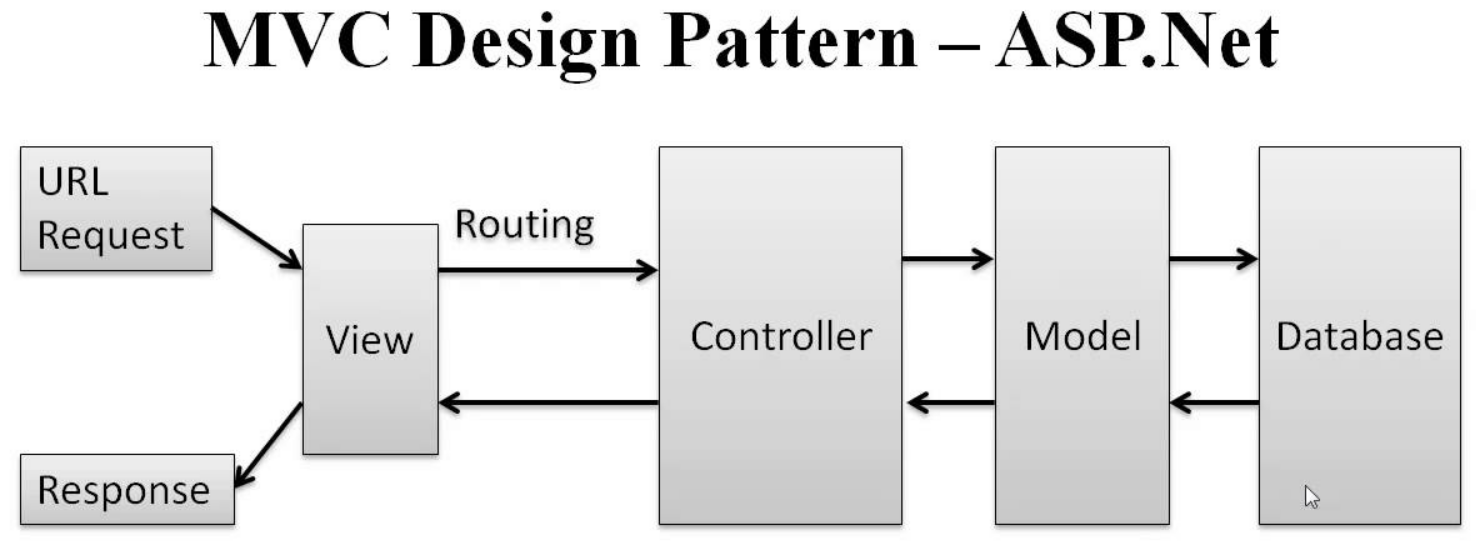 MVC Design Pattern – ASP.Net
URL
Request
Routing
View
Controller
Model
Database
Response